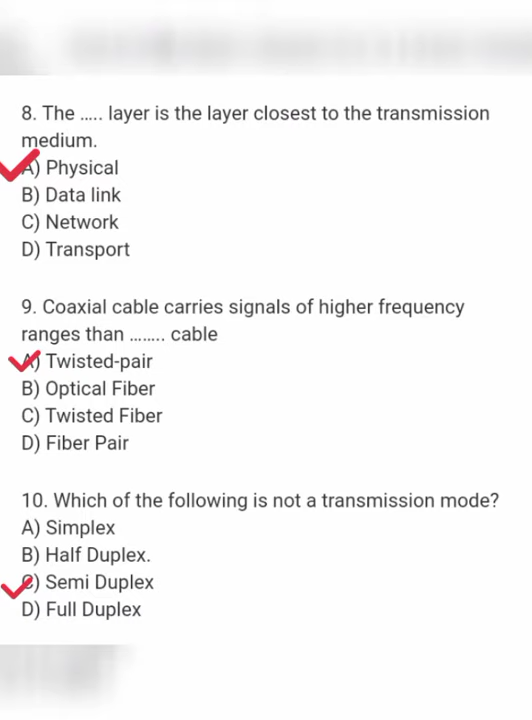 8. The ..... layer is the layer closest to the transmission
medium.
A) Physical
B) Data link
C) Network
D) Transport
9. Coaxial cable carries signals of higher frequency
ranges than ........ cable
A) Twisted-pair
B) Optical Fiber
C) Twisted Fiber
D) Fiber Pair
10. Which of the following is not a transmission mode?
A) Simplex
B) Half Duplex.
C) Semi Duplex
D) Full Duplex